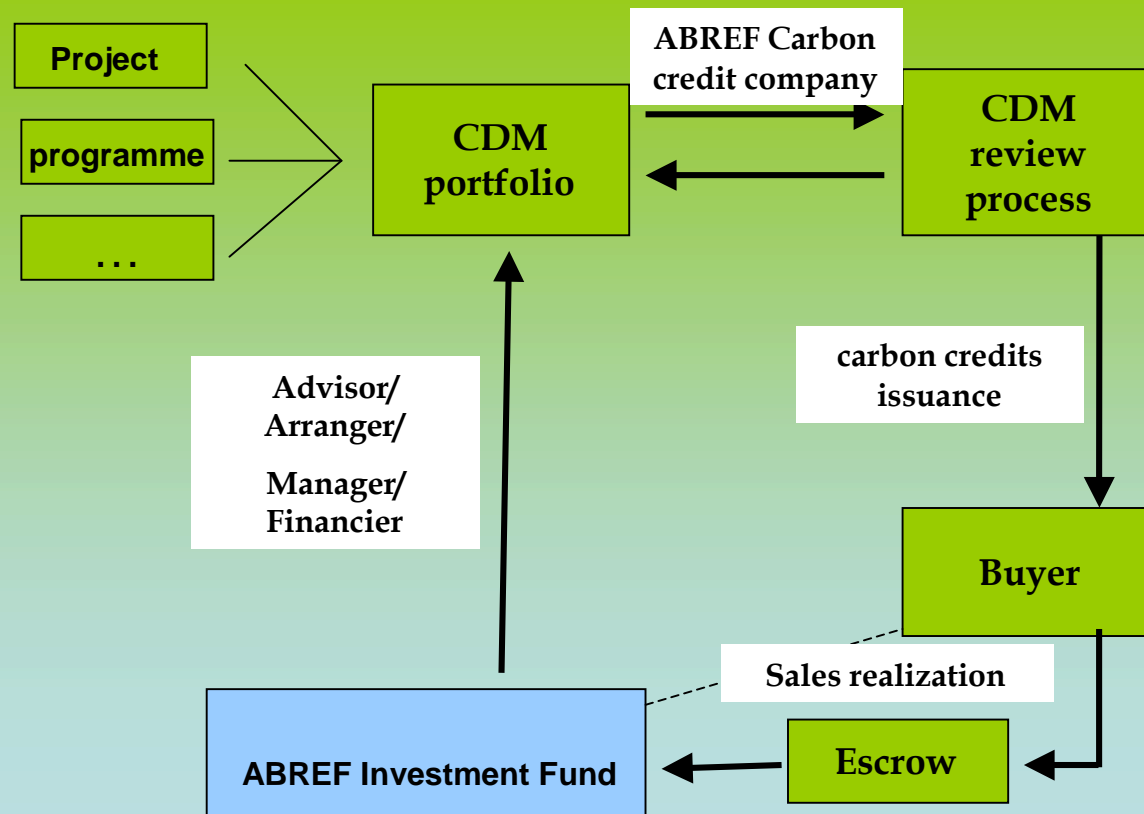 Project
programme
...
CDM
portfolio
ABREF Carbon
credit company
CDM
review
process
Advisor/
Arranger/
Manager/
Financier
carbon credits
issuance
Buyer
Sales realization
Escrow
ABREF Investment Fund